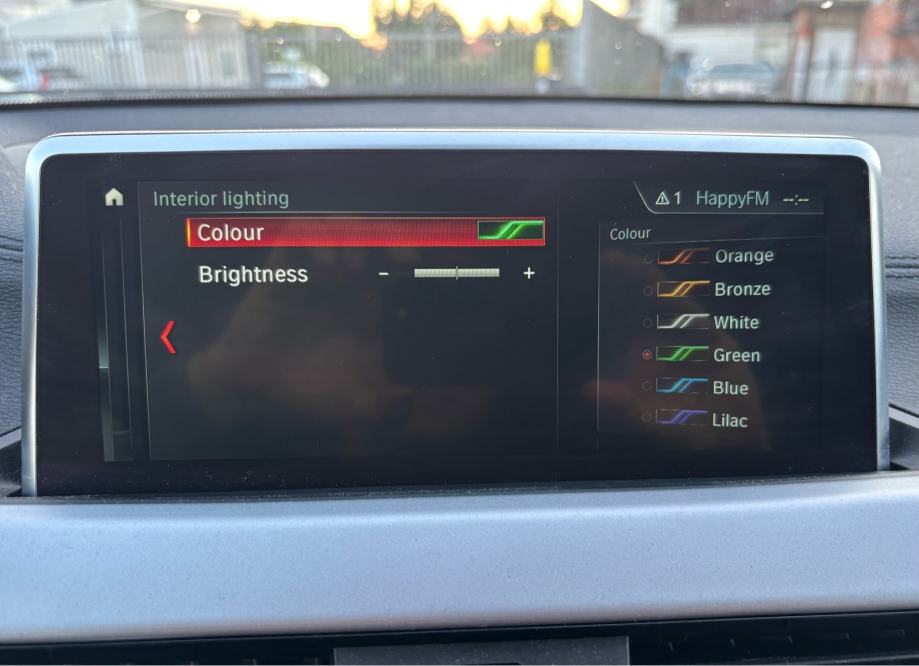 Interior lighting
1 HappyFM --:--
Colour
Brightness - +
Colour
Orange
Bronze
White
Green
Blue
Lilac